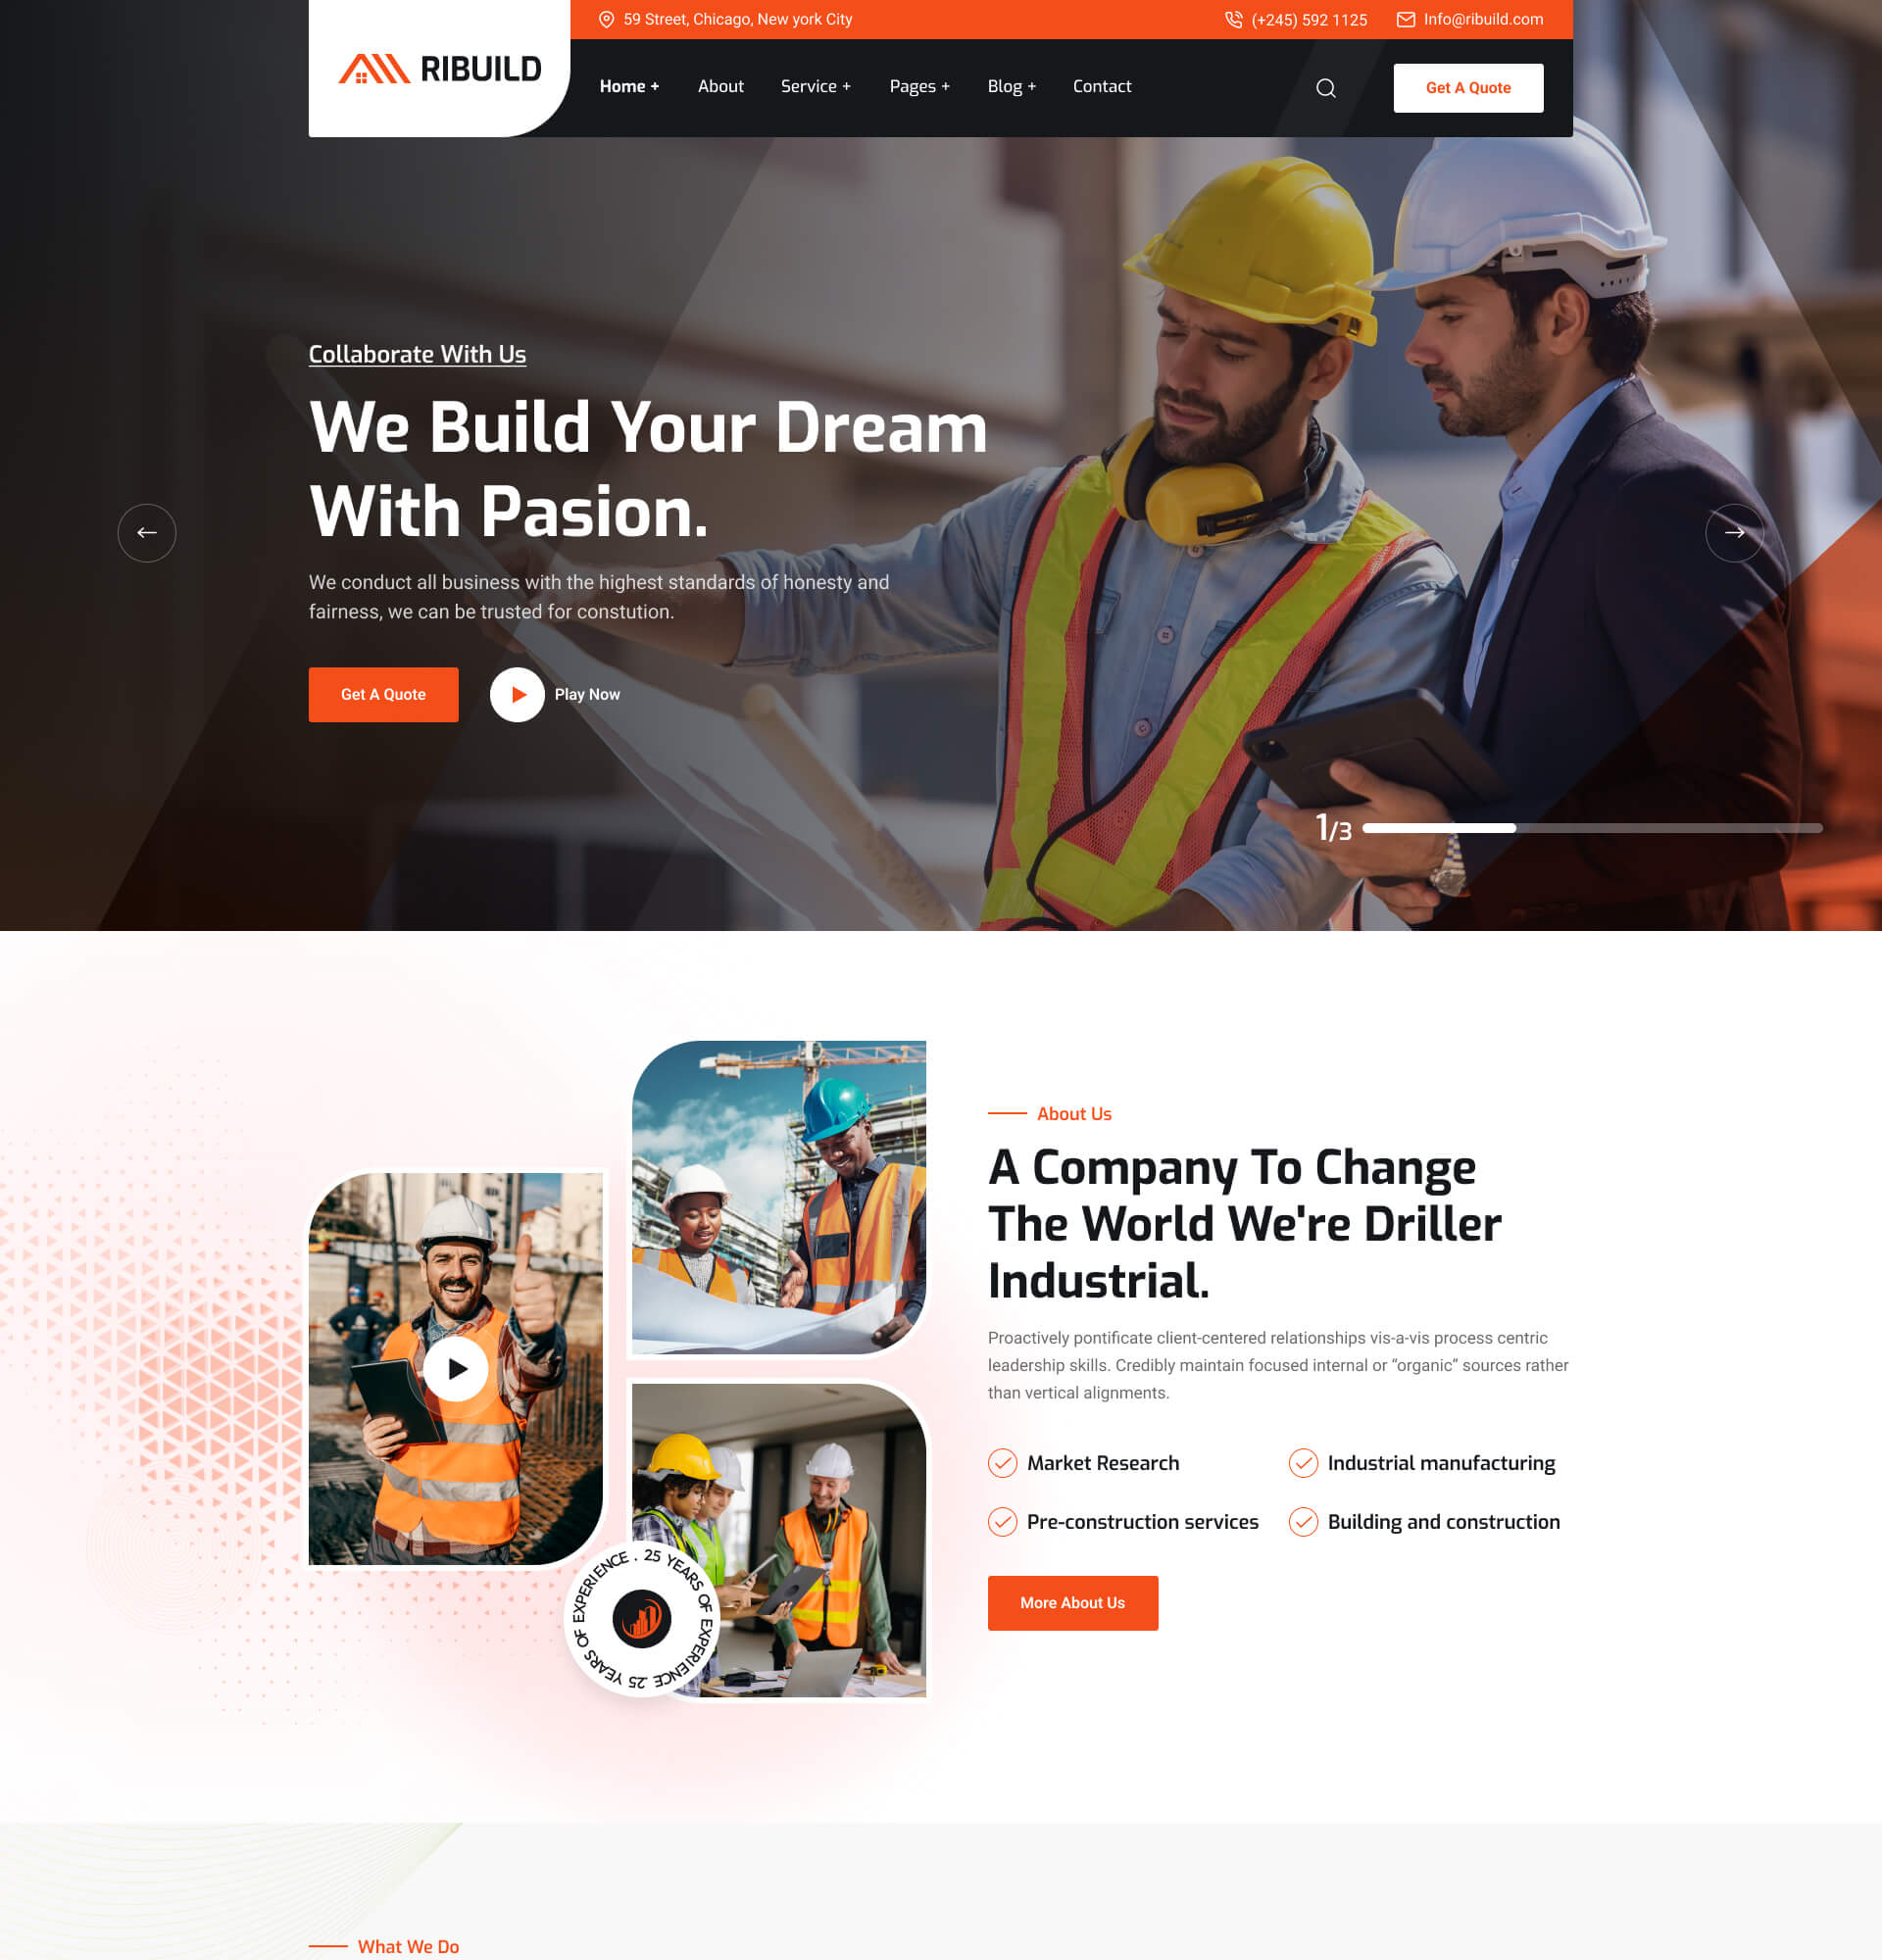 59 Street, Chicago, New york City
(+245) 592 1125
Info@ribuild.com
RIBUILD
Home +
About
Service +
Pages +
Blog +
Contact
Get A Quote
Collaborate With Us
We Build Your Dream
With Pasion.
We conduct all business with the highest standards of honesty and
fairness, we can be trusted for constution.
Get A Quote
Play Now
1/3
About Us
A Company To Change
The World We're Driller
Industrial.
Proactively pontificate client-centered relationships vis-a-vis process centric
leadership skills. Credibly maintain focused internal or “organic” sources rather
than vertical alignments.
Market Research
Industrial manufacturing
Pre-construction services
Building and construction
More About Us
25 YEARS OF EXPERIENCE . 25 YEARS OF EXPERIENCE .
What We Do